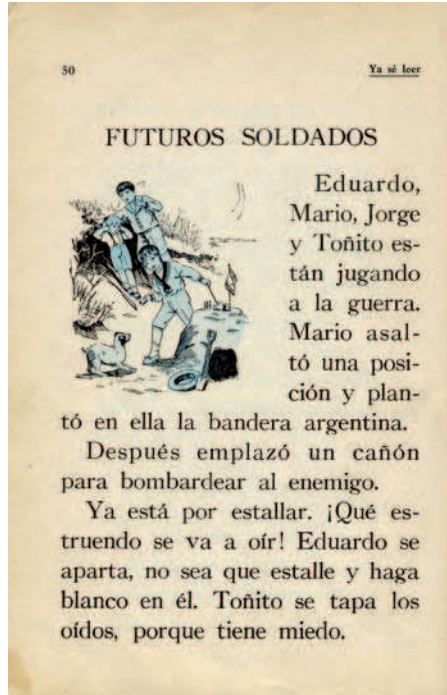 50
Ya sé leer
FUTUROS SOLDADOS
Eduardo,
Mario, Jorge
y Toñito es-
tán jugando
a la guerra.
Mario asal-
tó una posi-
ción y plan-
tó en ella la bandera argentina.
Después emplazó un cañón
para bombardear al enemigo.
Ya está por estallar. ¡Qué es-
truendo se va a oír! Eduardo se
aparta, no sea que estalle y haga
blanco en él. Toñito se tapa los
oídos, porque tiene miedo.